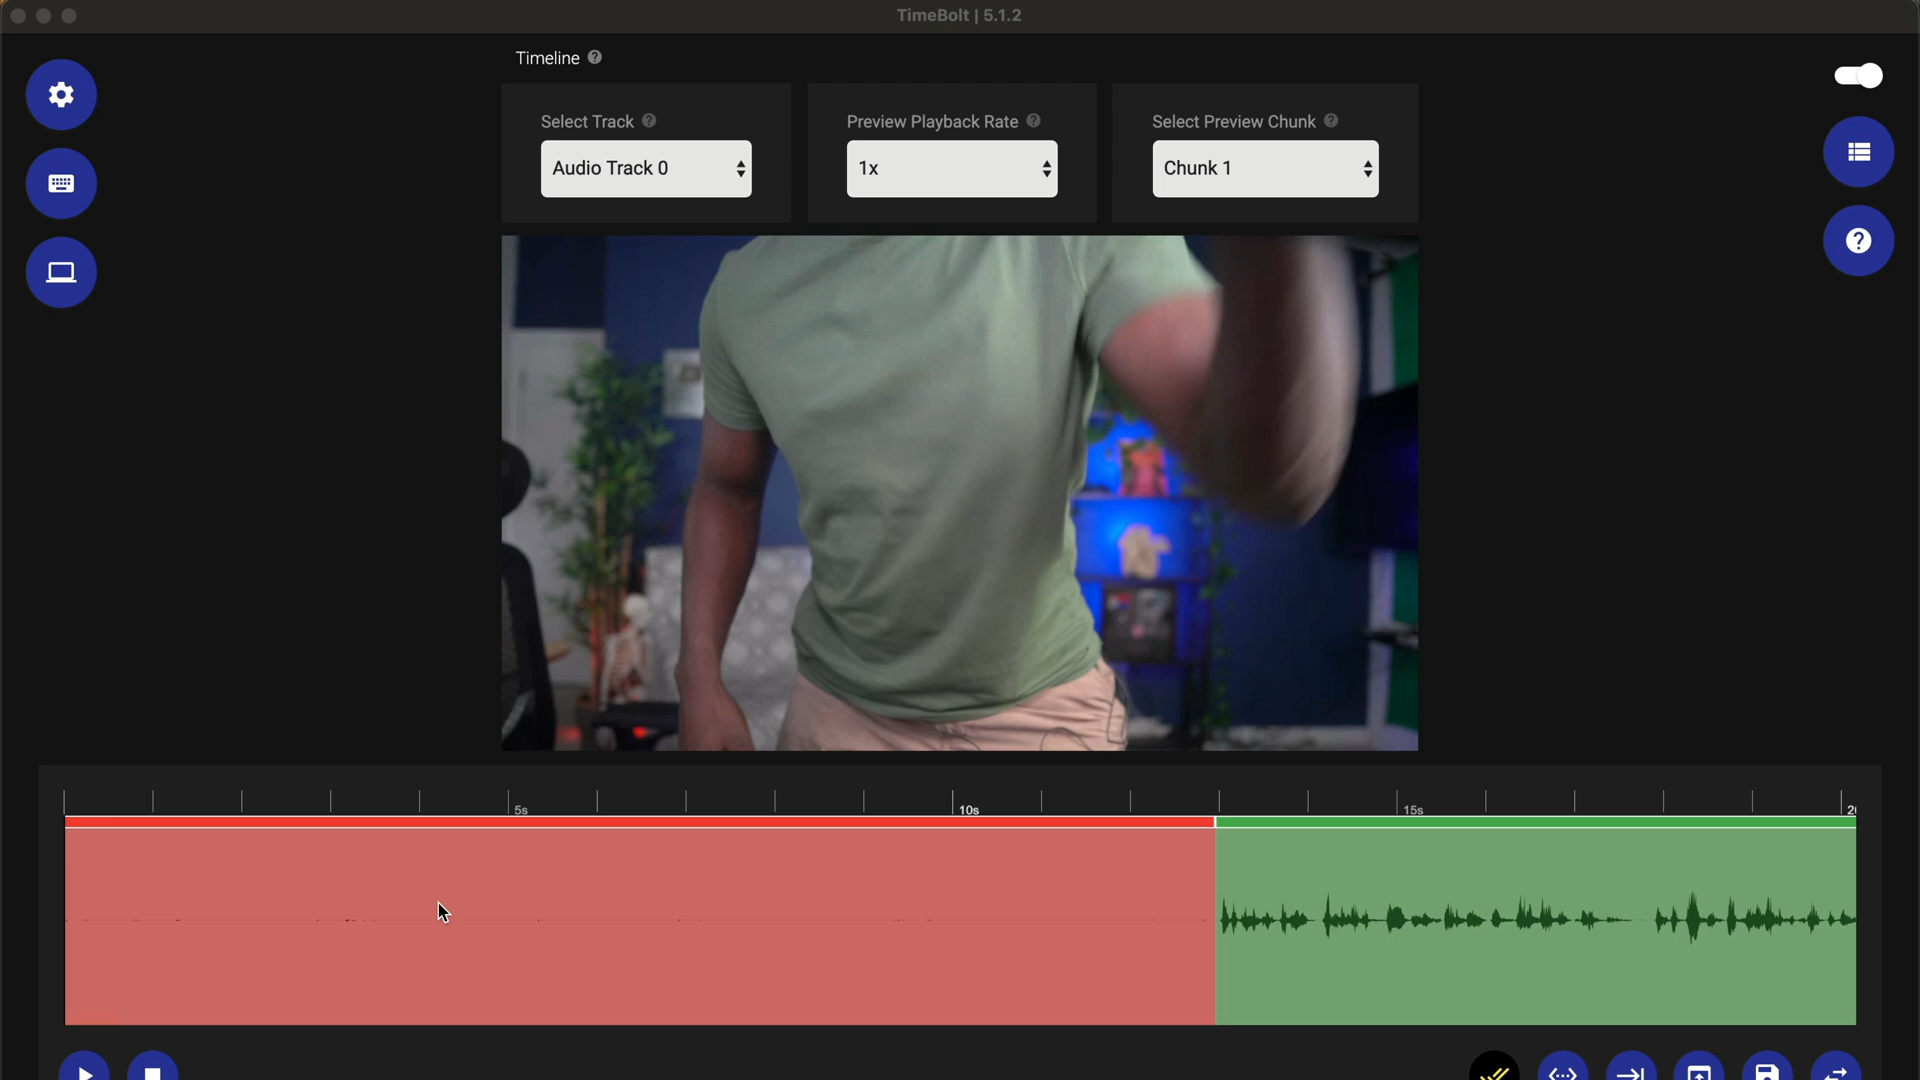 TimeBolt | 5.1.2
Timeline
Select Track
Preview Playback Rate
Select Preview Chunk
Audio Track 0
1x
Chunk 1
5s
10s
15s